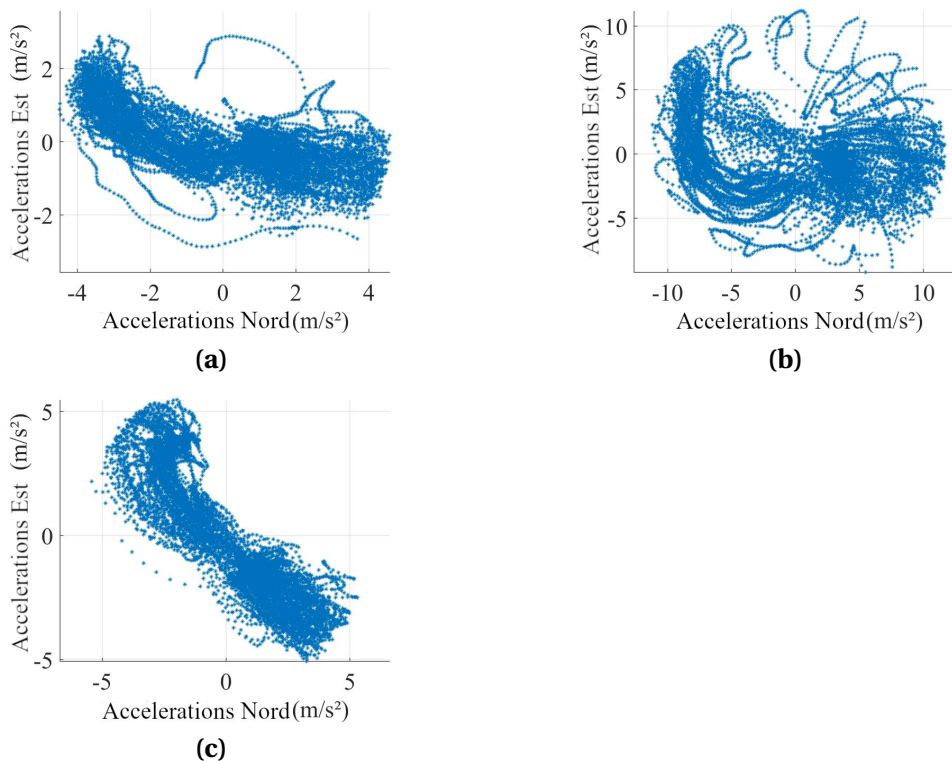 Accelerations Est (m/s²)
2
0
-2
-4
-2
0
2
4
Accelerations Nord(m/s²)
(a)
Accelerations Est (m/s²)
10
5
0
-5
-10
-5
0
5
10
Accelerations Nord(m/s²)
(b)
Accelerations Est (m/s²)
5
0
-5
-5
0
5
Accelerations Nord(m/s²)
(c)